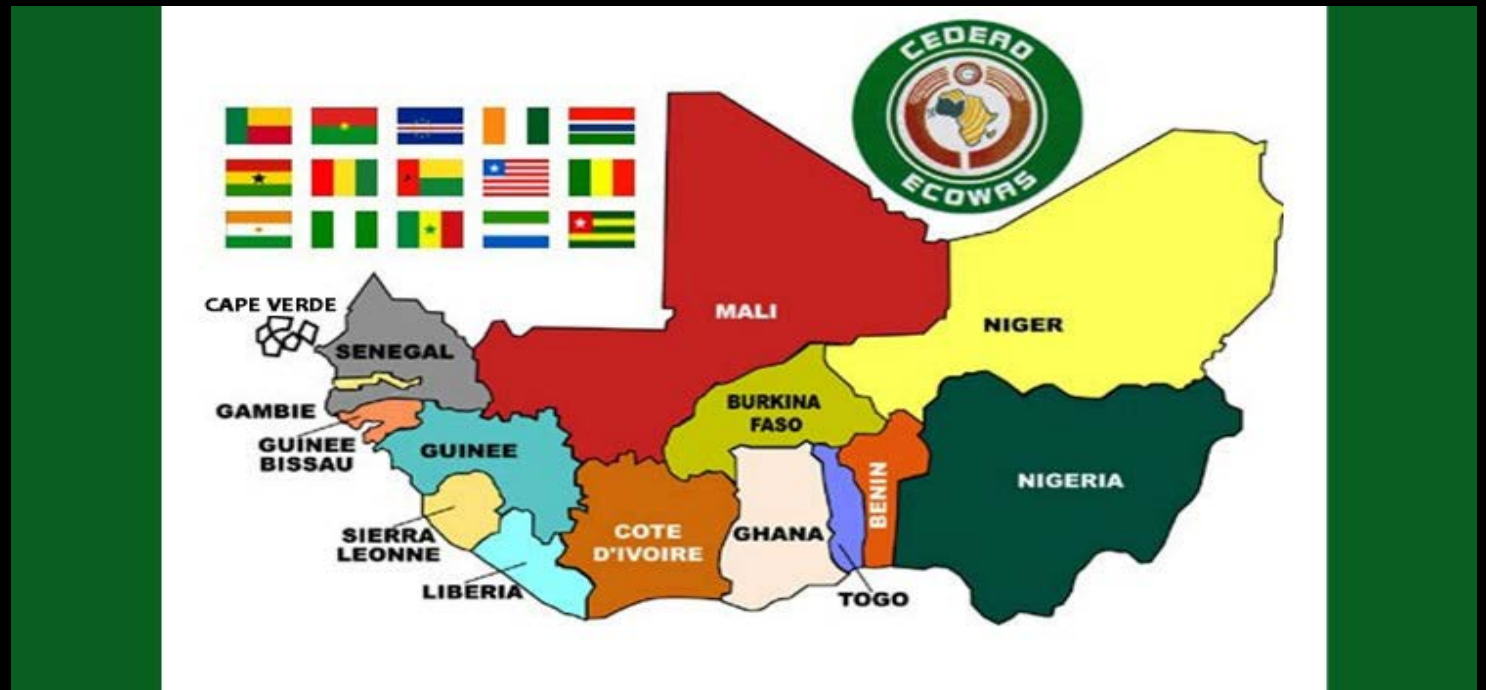 CEDEAO
ECOWAS
CAPE VERDE
SENEGAL
MALI
NIGER
GAMBIE
GUINEE
BISSAU
GUINEE
BURKINA
FASO
SIERRA
LEONNE
LIBERIA
COTE
D'IVOIRE
GHANA
TOGO
BENIN
NIGERIA